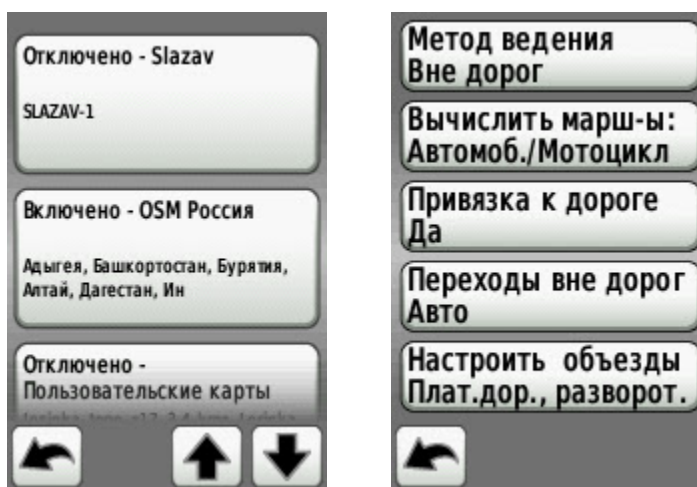 Отключено - Slazav
SLAZAV-1
Включено - OSM Россия
Адыгея, Башкортостан, Бурятия,
Алтай, Дагестан, Ин
Отключено -
Пользовательские карты
Метод ведения
Вне дорог
Вычислить марш-ы:
Автомоб./Мотоцикл
Привязка к дороге
Да
Переходы вне дорог
Авто
Настроить объезды
Плат.дор., разворот.